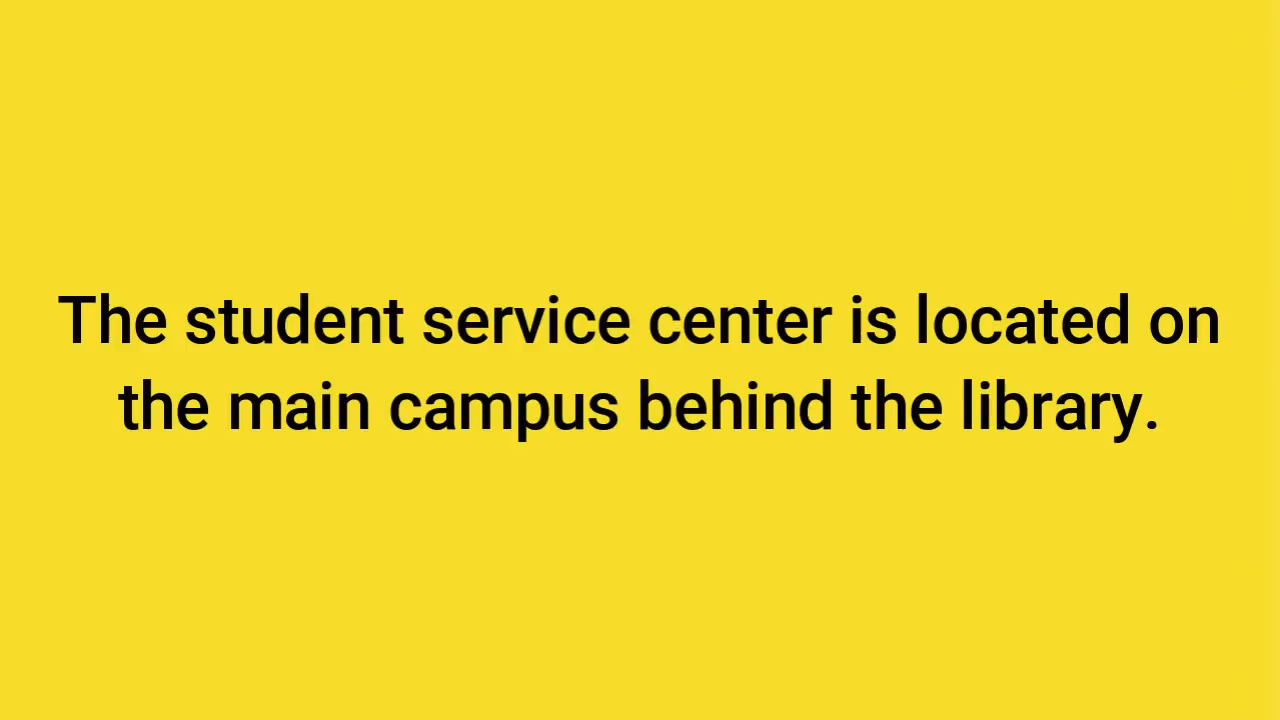 The student service center is located on
the main campus behind the library.